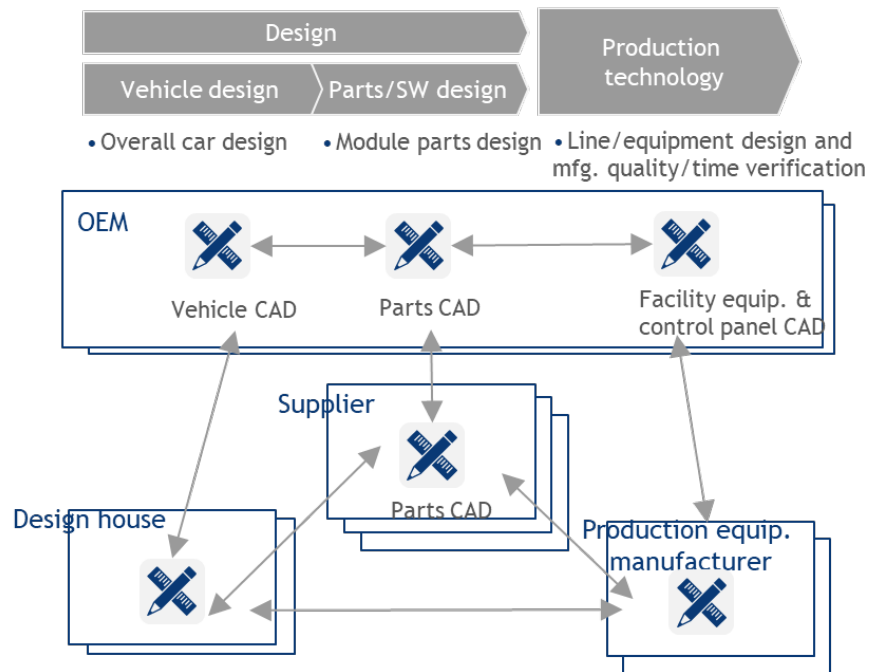 Design
Production
technology
Vehicle design
Parts/SW design
• Overall car design
• Module parts design
• Line/equipment design and
mfg. quality/time verification
OEM
Vehicle CAD
Parts CAD
Facility equip. &
control panel CAD
Supplier
Parts CAD
Design house
Production equip.
manufacturer